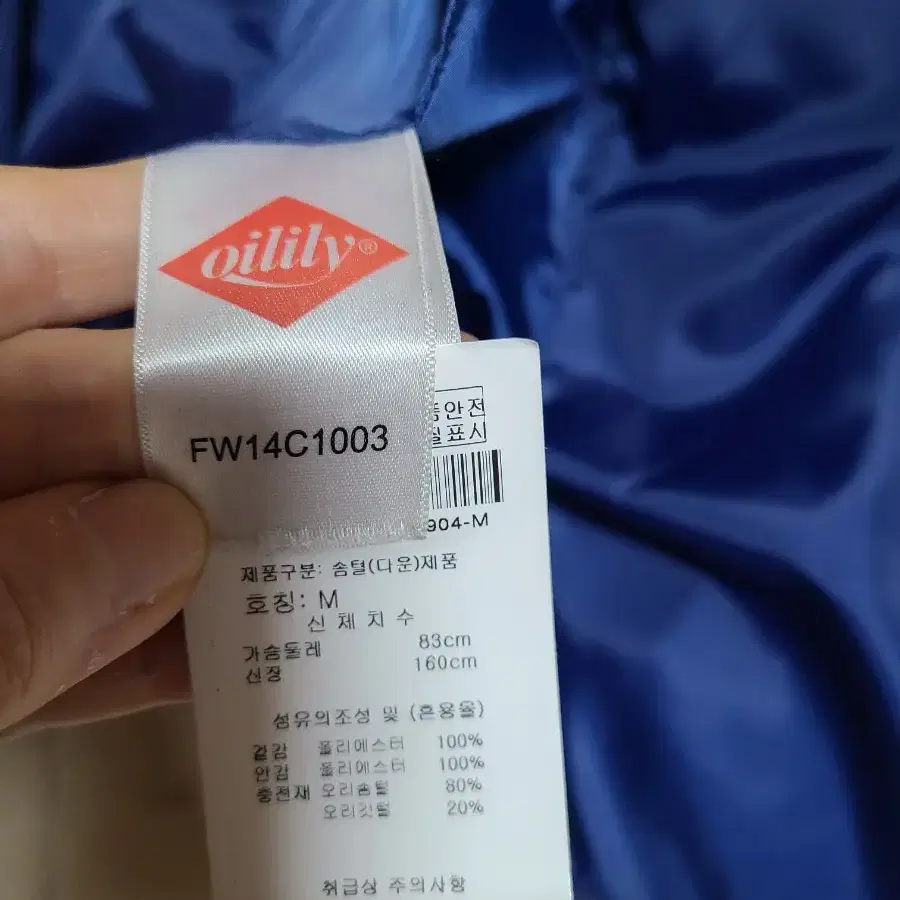 oilily®
FW14C1003
안전
표시
904-M
제품구분: 솜털(다운)제품
호칭: M
신체치수
가슴둘레 83cm
신장 160cm
섬유의조성 및 (혼용율)
겉감 폴리에스터 100%
안감 폴리에스터 100%
충전재 오리솜털 80%
오리깃털 20%
취급상 주의사항